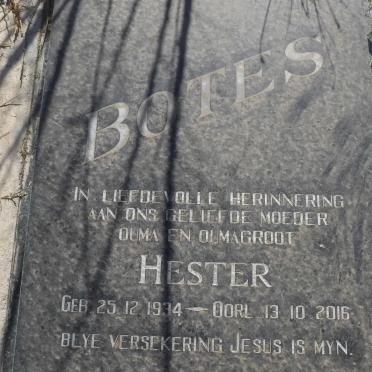 BOTES
IN LIEFDEVOLLE HERINNERING
AAN ONS GELIEFDE MOEDER
OUMA EN OUMAGROOT
HESTER
GEB. 25.12.1934 — OORL. 13.10.2016
BLYE VERSEKERING JESUS IS MYN.